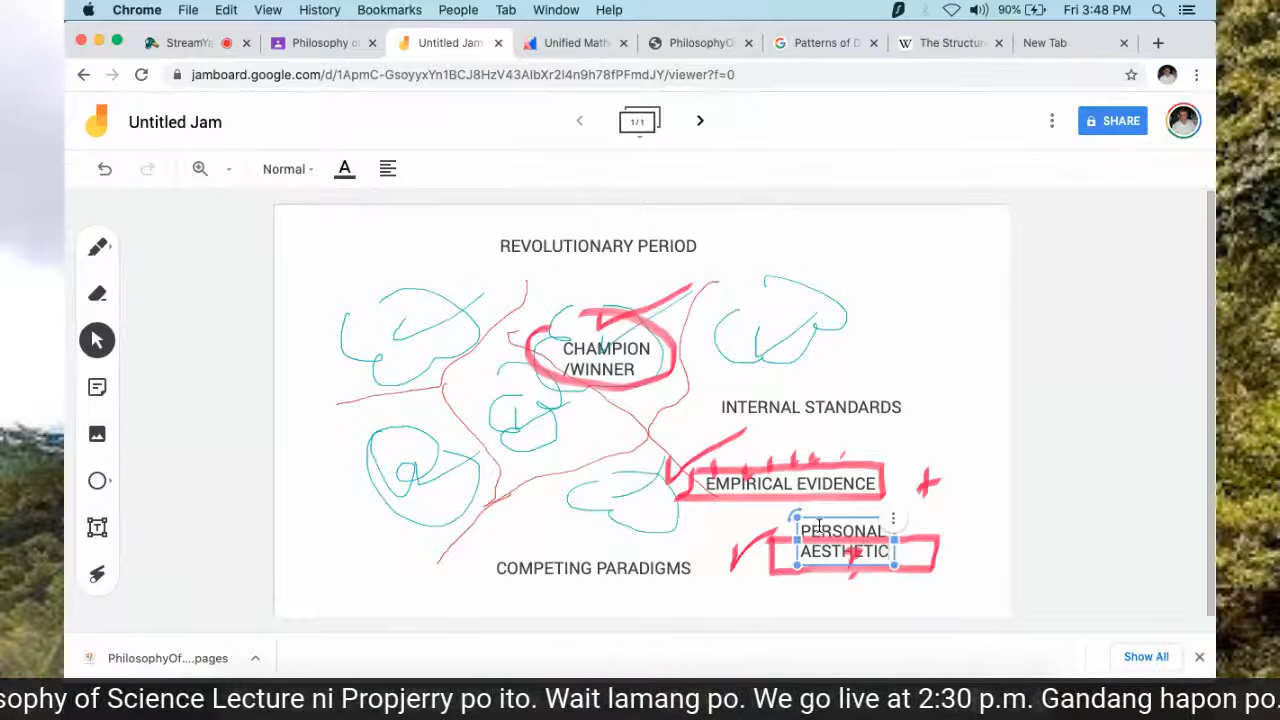 Chrome File Edit View History Bookmarks People Tab Window Help 90% Fri 3:48 PM
StreamYa Philosophy of Untitled Jam Unified Math PhilosophyO Patterns of D The Structur New Tab
jamboard.google.com/d/1ApmC-GsoyyxYn1BCJ8HzV43AIbXr2I4n9h78fPFmdJY/viewer?f=0
Untitled Jam 1/1 SHARE
Normal A
REVOLUTIONARY PERIOD
CHAMPION
/WINNER
INTERNAL STANDARDS
EMPIRICAL EVIDENCE
PERSONAL
AESTHETIC
COMPETING PARADIGMS
PhilosophyOf....pages Show All
sophy of Science Lecture ni Propjerry po ito. Wait lamang po. We go live at 2:30 p.m. Gandang hapon po.